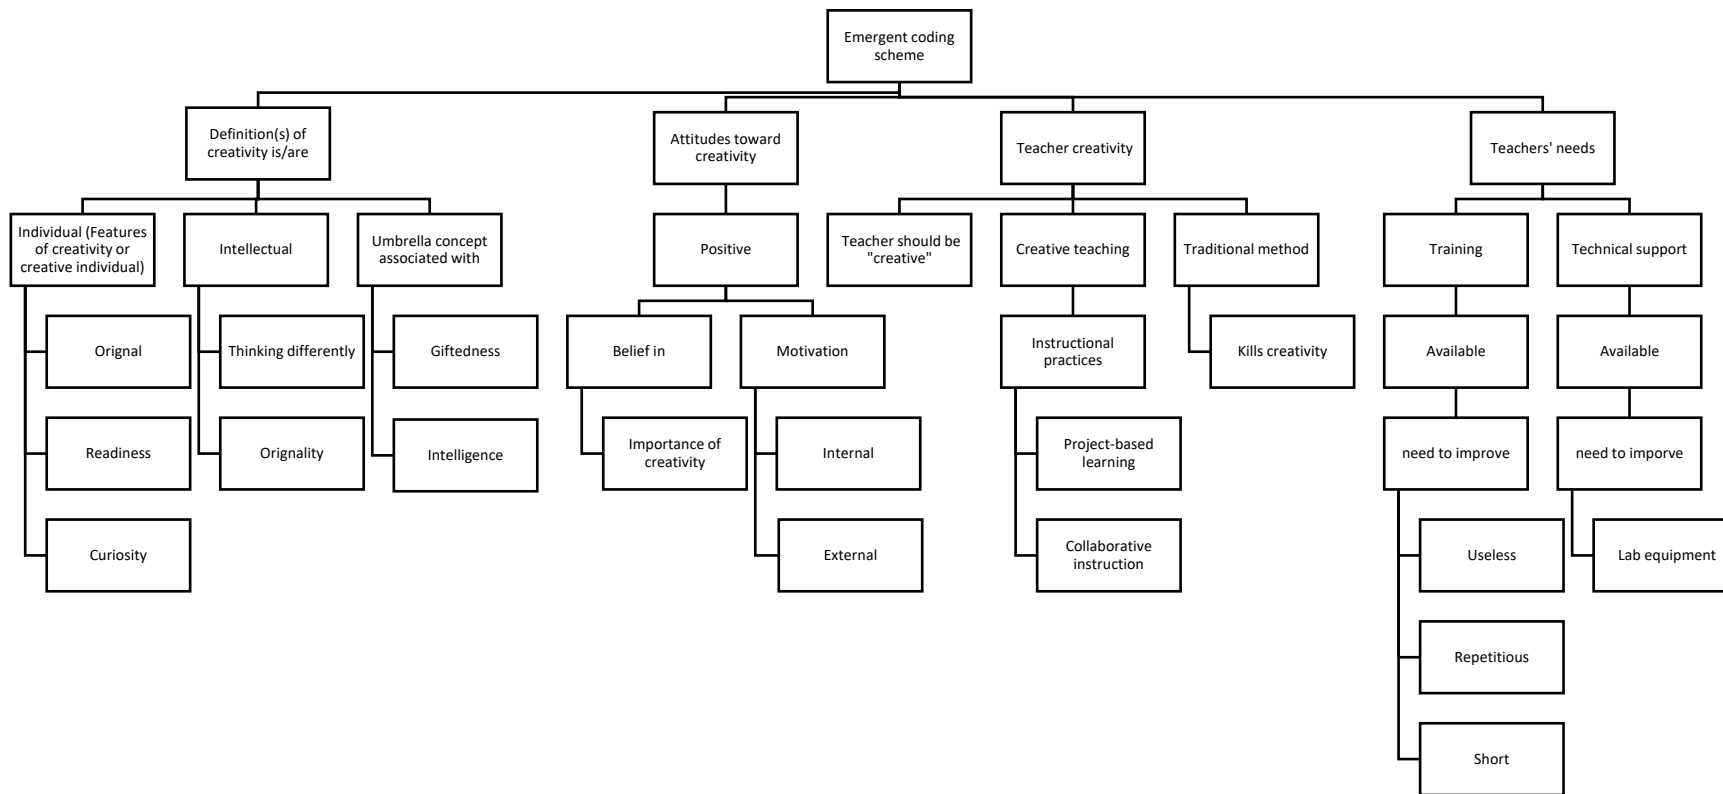 Emergent coding
scheme
Definition(s) of
creativity is/are
Attitudes toward
creativity
Teacher creativity
Teachers' needs
Individual (Features
of creativity or
creative individual)
Intellectual
Umbrella concept
associated with
Positive
Teacher should be
"creative"
Creative teaching
Traditional method
Training
Technical support
Orignal
Thinking differently
Giftedness
Belief in
Motivation
Instructional
practices
Kills creativity
Available
Available
Readiness
Orignality
Intelligence
Importance of
creativity
Internal
Project-based
learning
need to improve
need to imporve
Curiosity
External
Collaborative
instruction
Useless
Lab equipment
Repetitious
Short